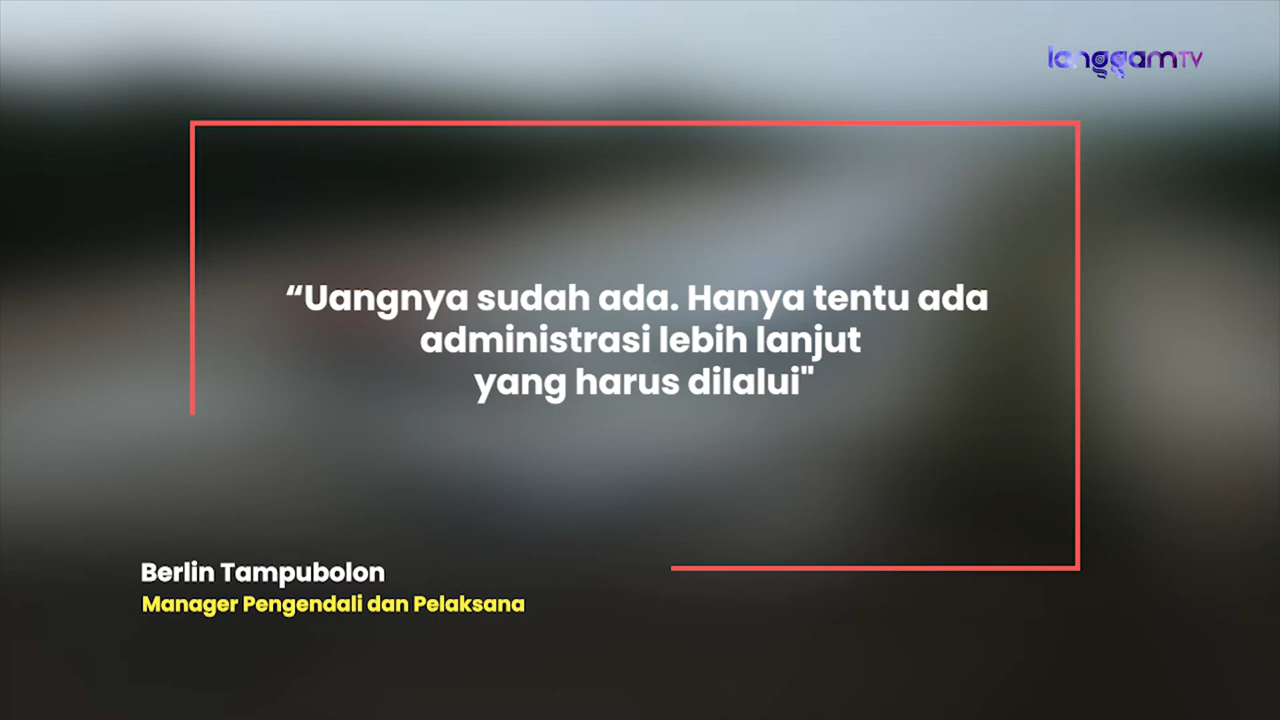 langgamTV
“Uangnya sudah ada. Hanya tentu ada
administrasi lebih lanjut
yang harus dilalui"
Berlin Tampubolon
Manager Pengendali dan Pelaksana